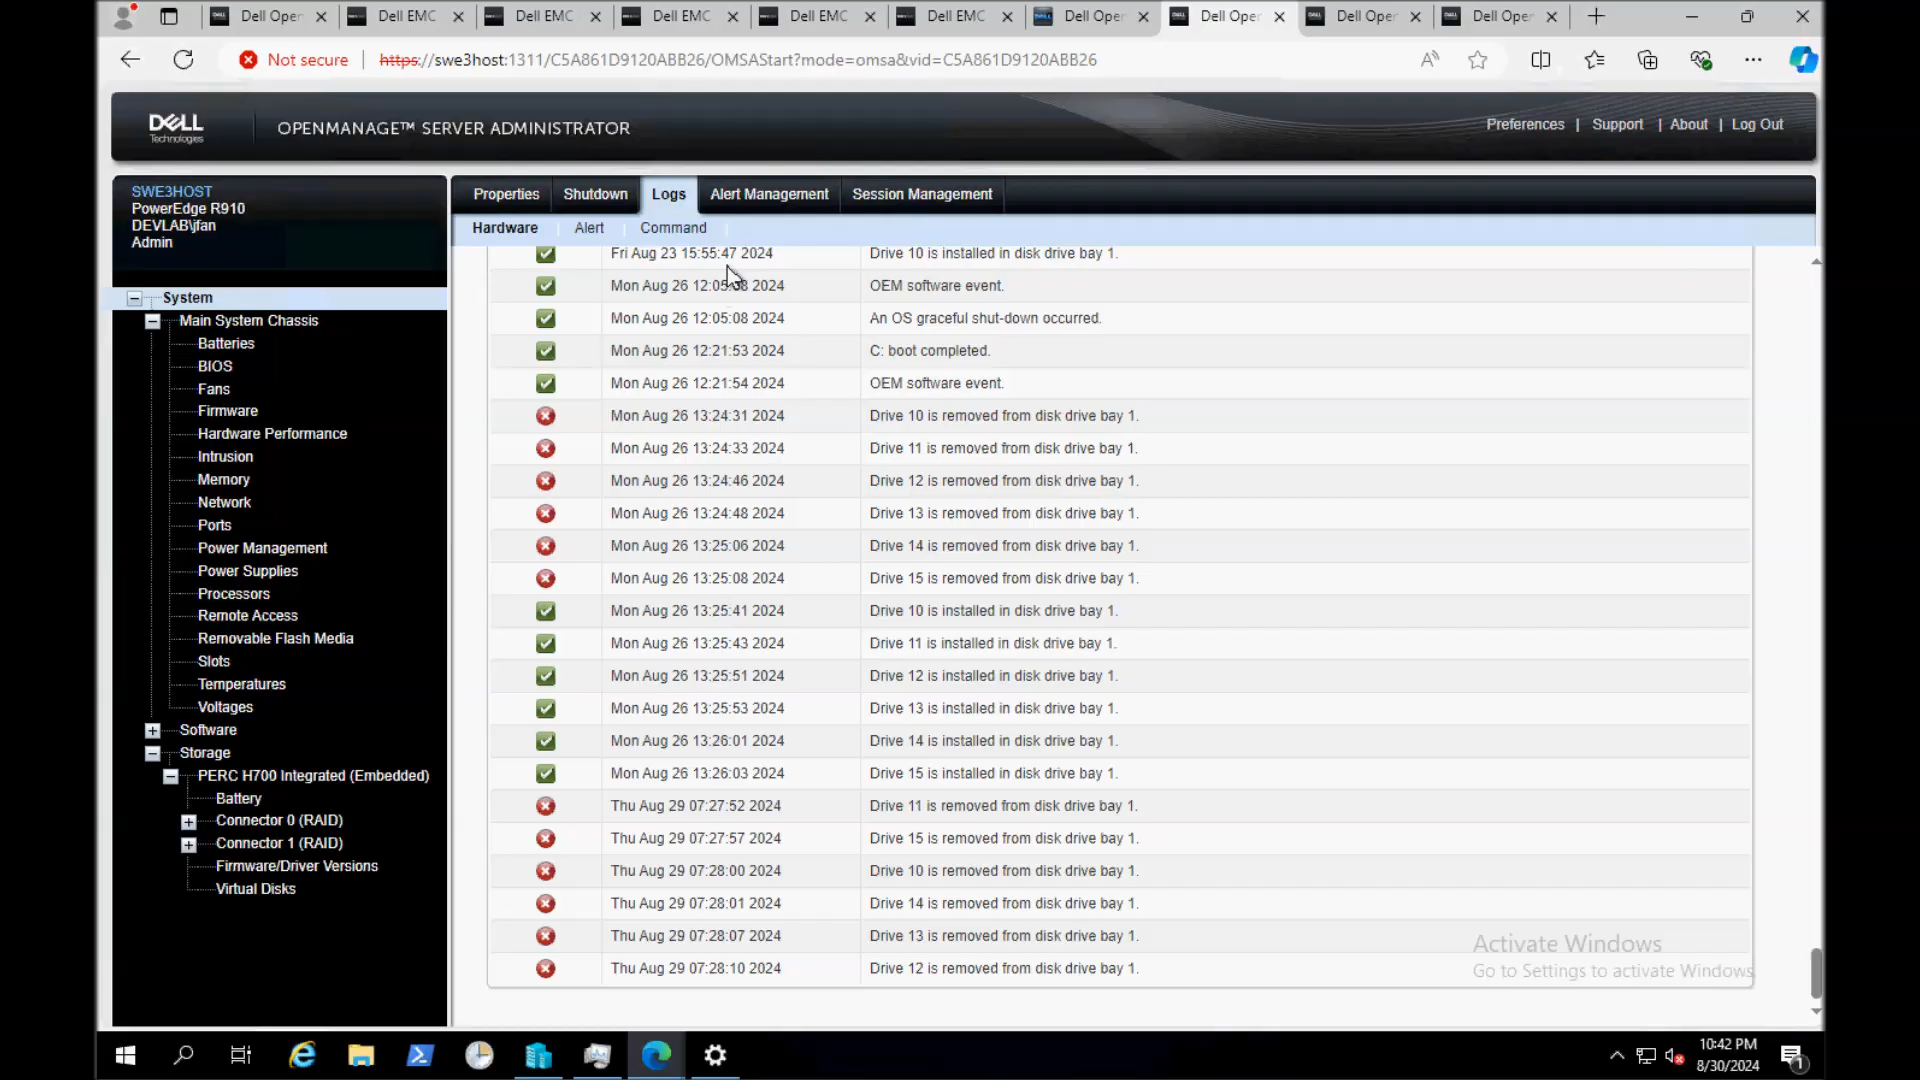 Dell Oper
Dell EMC
Dell EMC
Dell EMC
Dell EMC
Dell EMC
Dell Oper
Dell Oper
Dell Oper
Dell Oper
Not secure
https://swe3host:1311/C5A861D9120ABB26/OMSAStart?mode=omsa&vid=C5A861D9120ABB26
DELL
Technologies
OPENMANAGE™ SERVER ADMINISTRATOR
Preferences | Support | About | Log Out
SWE3HOST
PowerEdge R910
DEVLAB\jfan
Admin
System
Main System Chassis
Batteries
BIOS
Fans
Firmware
Hardware Performance
Intrusion
Memory
Network
Ports
Power Management
Power Supplies
Processors
Remote Access
Removable Flash Media
Slots
Temperatures
Voltages
Software
Storage
PERC H700 Integrated (Embedded)
Battery
Connector 0 (RAID)
Connector 1 (RAID)
Firmware/Driver Versions
Virtual Disks
Properties Shutdown Logs Alert Management Session Management
Hardware Alert Command
Fri Aug 23 15:55:47 2024 Drive 10 is installed in disk drive bay 1.
Mon Aug 26 12:05:08 2024 OEM software event.
Mon Aug 26 12:05:08 2024 An OS graceful shut-down occurred.
Mon Aug 26 12:21:53 2024 C: boot completed.
Mon Aug 26 12:21:54 2024 OEM software event.
Mon Aug 26 13:24:31 2024 Drive 10 is removed from disk drive bay 1.
Mon Aug 26 13:24:33 2024 Drive 11 is removed from disk drive bay 1.
Mon Aug 26 13:24:46 2024 Drive 12 is removed from disk drive bay 1.
Mon Aug 26 13:24:48 2024 Drive 13 is removed from disk drive bay 1.
Mon Aug 26 13:25:06 2024 Drive 14 is removed from disk drive bay 1.
Mon Aug 26 13:25:08 2024 Drive 15 is removed from disk drive bay 1.
Mon Aug 26 13:25:41 2024 Drive 10 is installed in disk drive bay 1.
Mon Aug 26 13:25:43 2024 Drive 11 is installed in disk drive bay 1.
Mon Aug 26 13:25:51 2024 Drive 12 is installed in disk drive bay 1.
Mon Aug 26 13:25:53 2024 Drive 13 is installed in disk drive bay 1.
Mon Aug 26 13:26:01 2024 Drive 14 is installed in disk drive bay 1.
Mon Aug 26 13:26:03 2024 Drive 15 is installed in disk drive bay 1.
Thu Aug 29 07:27:52 2024 Drive 11 is removed from disk drive bay 1.
Thu Aug 29 07:27:57 2024 Drive 15 is removed from disk drive bay 1.
Thu Aug 29 07:28:00 2024 Drive 10 is removed from disk drive bay 1.
Thu Aug 29 07:28:01 2024 Drive 14 is removed from disk drive bay 1.
Thu Aug 29 07:28:07 2024 Drive 13 is removed from disk drive bay 1.
Thu Aug 29 07:28:10 2024 Drive 12 is removed from disk drive bay 1.
Activate Windows
Go to Settings to activate Windows.
10:42 PM
8/30/2024
1